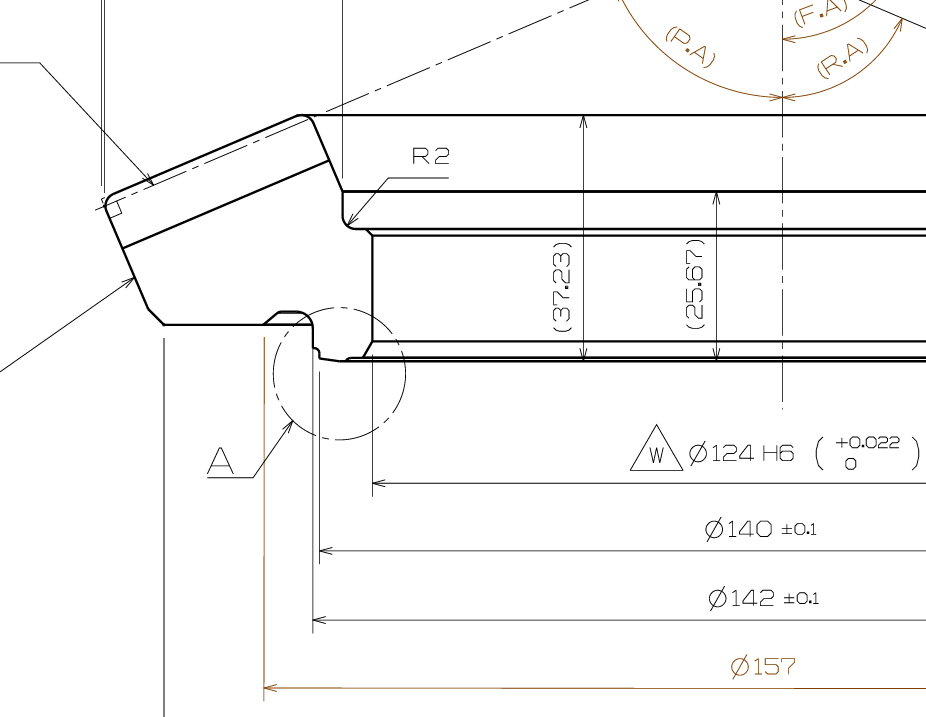 (F.A)
(P.A)
(R.A)
R2
(37.23)
(25.67)
A
W Ø124 H6 ( +0.022
0 )
Ø140 ±0.1
Ø142 ±0.1
Ø157